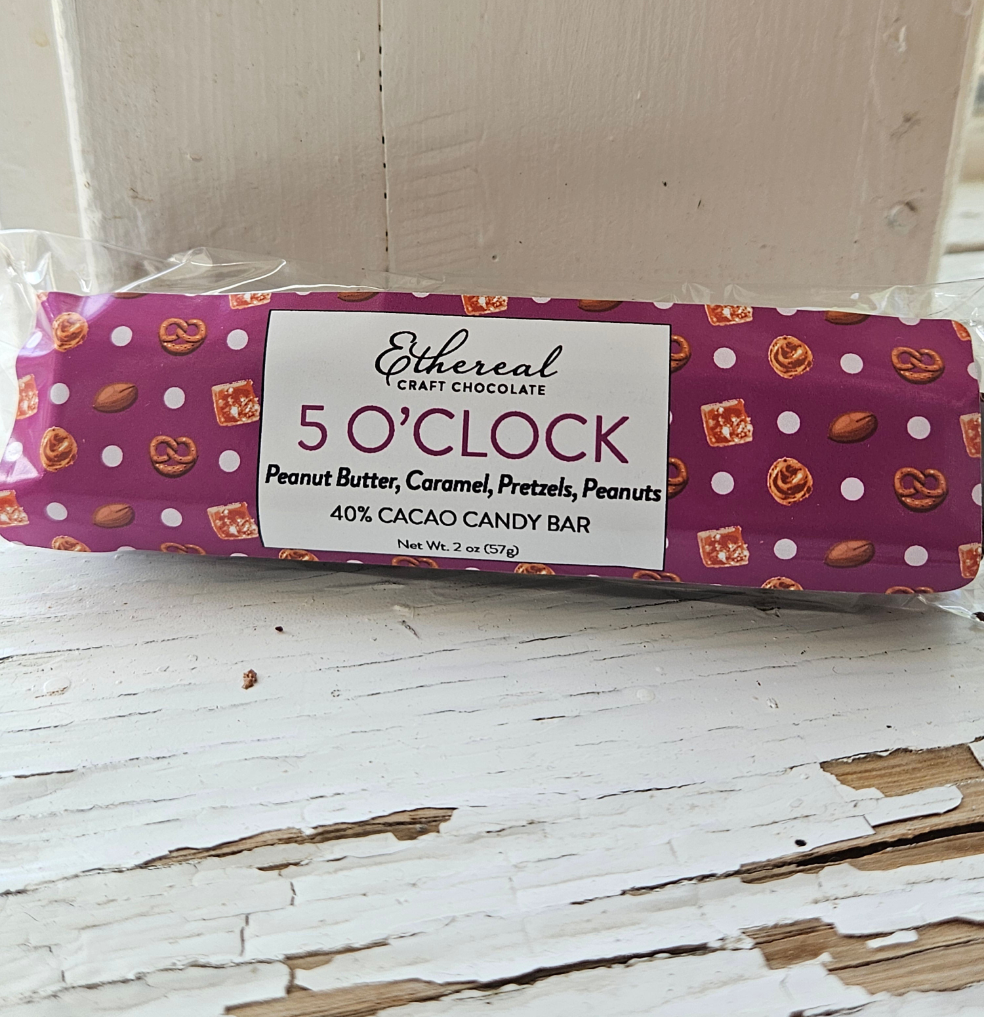 Ethereal
CRAFT CHOCOLATE
5 O'CLOCK
Peanut Butter, Caramel, Pretzels, Peanuts
40% CACAO CANDY BAR
Net Wt. 2 oz (57g)